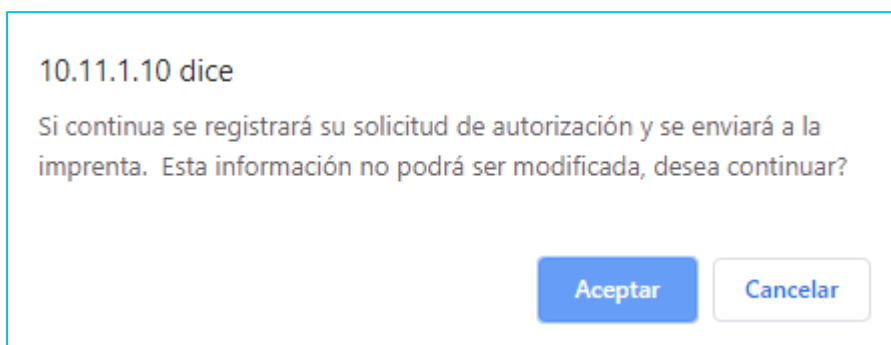 10.11.1.10 dice
Si continua se registrará su solicitud de autorización y se enviará a la
imprenta.  Esta información no podrá ser modificada, desea continuar?
Aceptar
Cancelar